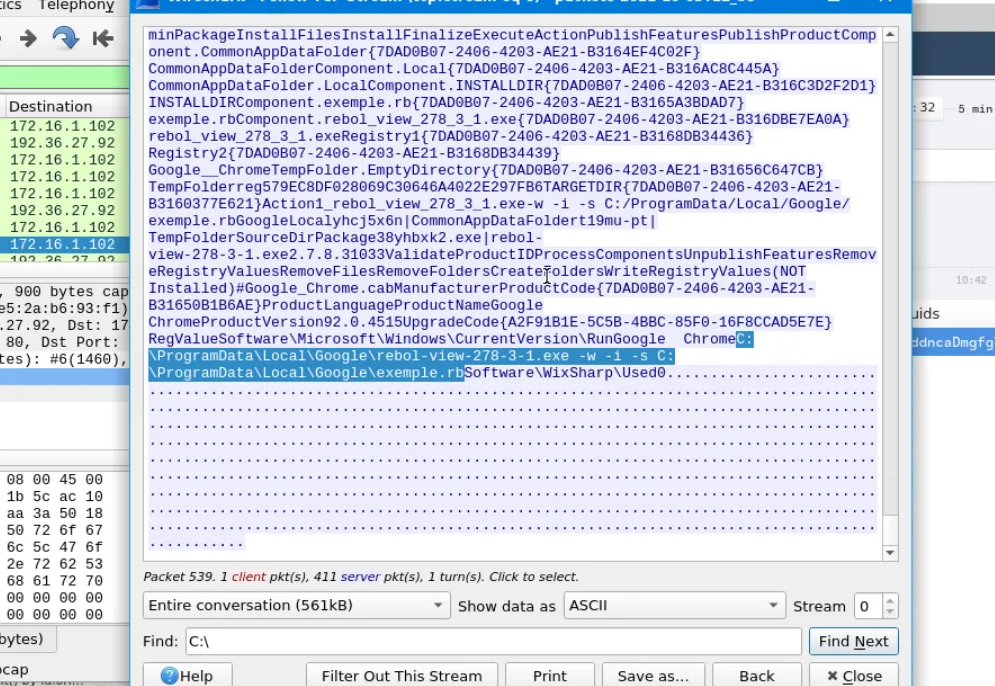 tics Telephony
Destination
172.16.1.102
192.36.27.92
172.16.1.102
172.16.1.102
172.16.1.102
192.36.27.92
172.16.1.102
172.16.1.102
192.36.27.92
, 900 bytes cap
e5:2a:b6:93:f1)
.27.92, Dst: 17
80, Dst Port:
tes): #6(1460),
08 00 45 00
1b 5c ac 10
aa 3a 50 18
50 72 6f 67
6c 5c 47 6f
2e 72 62 53
68 61 72 70
00 00 00 00
00 00 00 00
bytes)
pcap
minPackageInstallFilesInstallFinalizeExecuteActionPublishFeaturesPublishProductComp
onent.CommonAppDataFolder{7DAD0B07-2406-4203-AE21-B3164EF4C02F}
CommonAppDataFolderComponent.Local{7DAD0B07-2406-4203-AE21-B316AC8C445A}
CommonAppDataFolder.LocalComponent.INSTALLDIR{7DAD0B07-2406-4203-AE21-B316C3D2F2D1}
INSTALLDIRComponent.exemple.rb{7DAD0B07-2406-4203-AE21-B3165A3BDAD7}
exemple.rbComponent.rebol_view_278_3_1.exe{7DAD0B07-2406-4203-AE21-B316DBE7EA0A}
rebol_view_278_3_1.exeRegistry1{7DAD0B07-2406-4203-AE21-B3168DB34436}
Registry2{7DAD0B07-2406-4203-AE21-B3168DB34439}
Google__ChromeTempFolder.EmptyDirectory{7DAD0B07-2406-4203-AE21-B31656C647CB}
TempFolderreg579EC8DF028069C30646A4022E297FB6TARGETDIR{7DAD0B07-2406-4203-AE21-
B3160377E621}Action1_rebol_view_278_3_1.exe-w -i -s C:/ProgramData/Local/Google/
exemple.rbGoogleLocalyhcj5x6n|CommonAppDataFoldert19mu-pt|
TempFolderSourceDirPackage38yhbxk2.exe|rebol-
view-278-3-1.exe2.7.8.31033ValidateProductIDProcessComponentsUnpublishFeaturesRemov
eRegistryValuesRemoveFilesRemoveFoldersCreateFoldersWriteRegistryValues(NOT
Installed)#Google_Chrome.cabManufacturerProductCode{7DAD0B07-2406-4203-AE21-
B31650B1B6AE}ProductLanguageProductNameGoogle
ChromeProductVersion92.0.4515UpgradeCode{A2F91B1E-5C5B-4BBC-85F0-16F8CCAD5E7E}
RegValueSoftware\Microsoft\Windows\CurrentVersion\RunGoogle  ChromeC:
\ProgramData\Local\Google\rebol-view-278-3-1.exe -w -i -s C:
\ProgramData\Local\Google\exemple.rbSoftware\WixSharp\Used0........................
Packet 539. 1 client pkt(s), 411 server pkt(s), 1 turn(s). Click to select.
Entire conversation (561kB) Show data as ASCII Stream 0
Find: C:\ Find Next
Help Filter Out This Stream Print Save as... Back Close
:32 5 min
10:42
uids
ddncaDmgfg